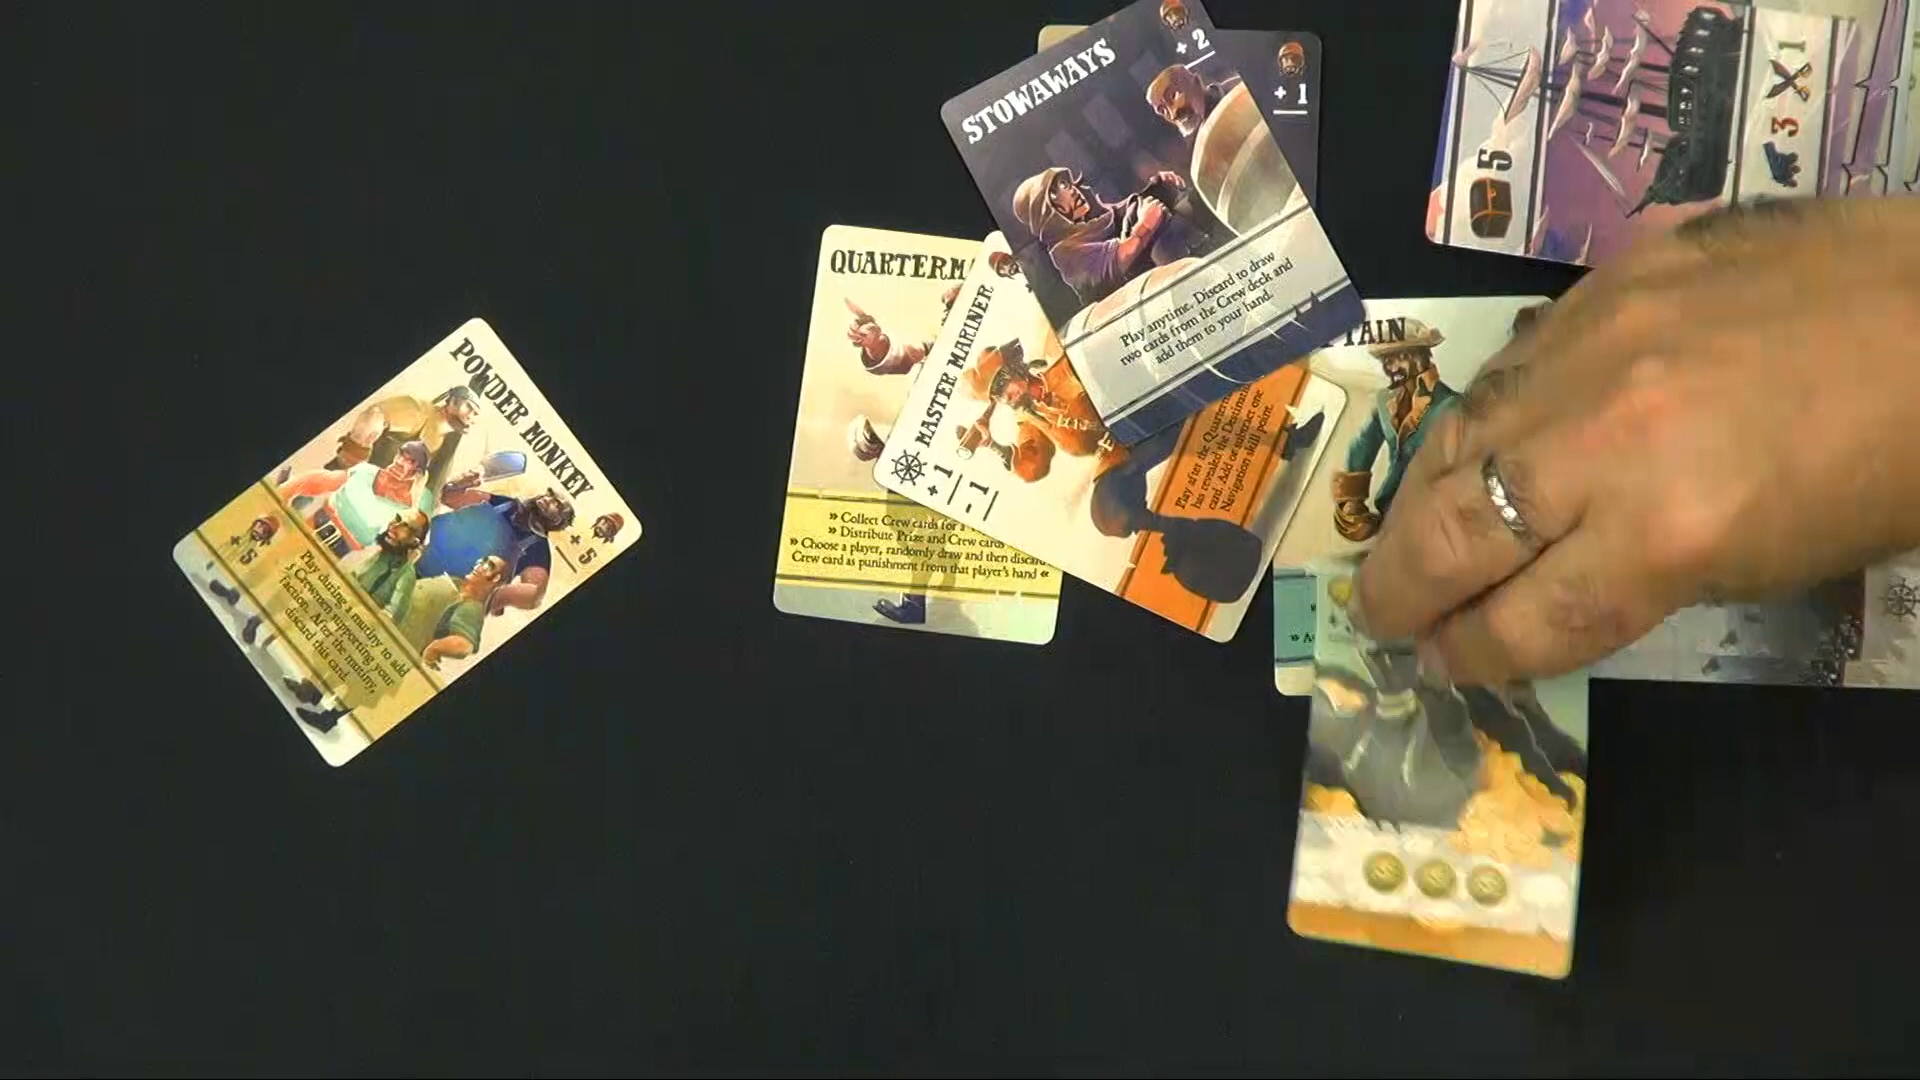 POWDER MONKEY
+5
+5
Play during a mutiny to add
5 Crewmen supporting your
faction. After the mutiny,
discard this card.
QUARTERM
» Collect Crew cards for a
» Distribute Prize and Crew cards
» Choose a player, randomly draw and then discard
Crew card as punishment from that player's hand «
MASTER MARINER
+1
-1
Play after the Quarterm
has revealed the Destinati
card. Add or subtract one
Navigation skill point.
STOWAWAYS
+2
Play anytime. Discard to draw
two cards from the Crew deck and
add them to your hand.
+1
TAIN
» A
5
3
1